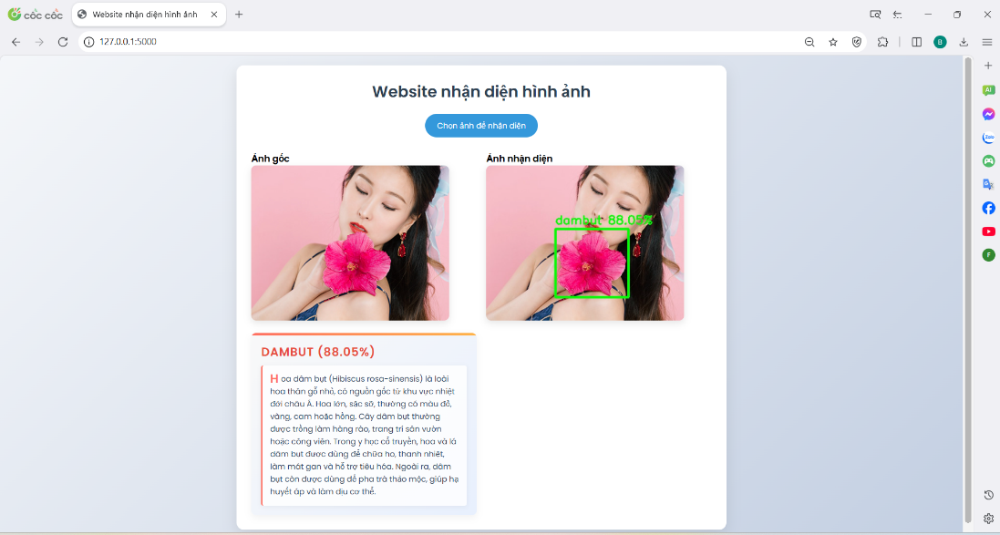 cốc cốc
Website nhận diện hình ảnh
127.0.0.1:5000
B
AI
Zalo
G
F
Website nhận diện hình ảnh
Chọn ảnh để nhận diện
Ảnh gốc
Ảnh nhận diện
dambut 88.05%
DAMBUT (88.05%)
Hoa dâm bụt (Hibiscus rosa-sinensis) là loài
hoa thân gỗ nhỏ, có nguồn gốc từ khu vực nhiệt
đới châu Á. Hoa lớn, sặc sỡ, thường có màu đỏ,
vàng, cam hoặc hồng. Cây dâm bụt thường
được trồng làm hàng rào, trang trí sân vườn
hoặc công viên. Trong y học cổ truyền, hoa và lá
dâm bụt được dùng để chữa ho, thanh nhiệt,
làm mát gan và hỗ trợ tiêu hóa. Ngoài ra, dâm
bụt còn được dùng để pha trà thảo mộc, giúp hạ
huyết áp và làm dịu cơ thể.